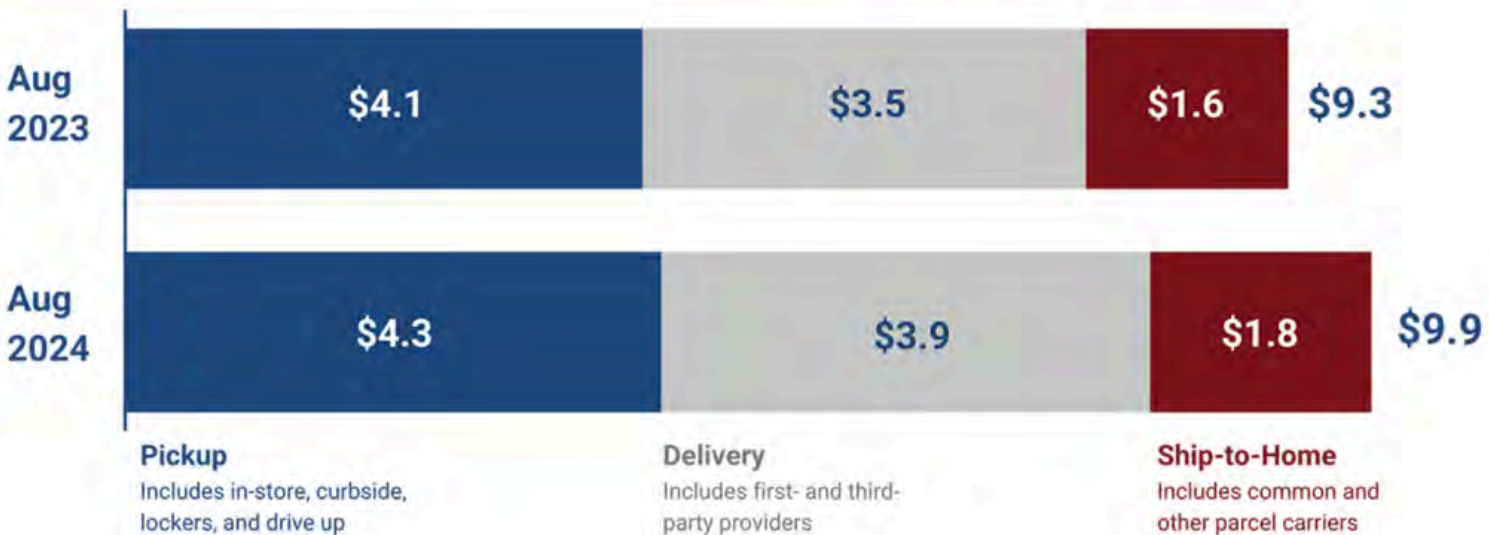 Aug
2023
$4.1
$3.5
$1.6
$9.3
Aug
2024
$4.3
$3.9
$1.8
$9.9
Pickup
Includes in-store, curbside,
lockers, and drive up
Delivery
Includes first- and third-
party providers
Ship-to-Home
Includes common and
other parcel carriers